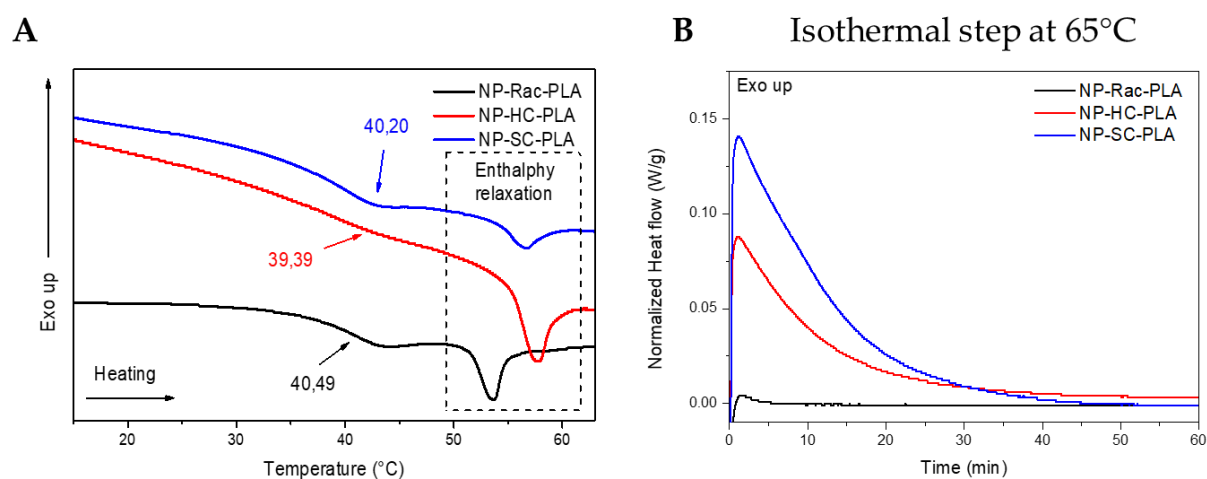 A
Exo up
NP-Rac-PLA
NP-HC-PLA
NP-SC-PLA
40,20
Enthalphy
relaxation
39,39
40,49
Heating
20
30
40
50
60
Temperature (°C)
B
Isothermal step at 65°C
Normalized Heat flow (W/g)
Exo up
NP-Rac-PLA
NP-HC-PLA
NP-SC-PLA
0.15
0.10
0.05
0.00
0
10
20
30
40
50
60
Time (min)